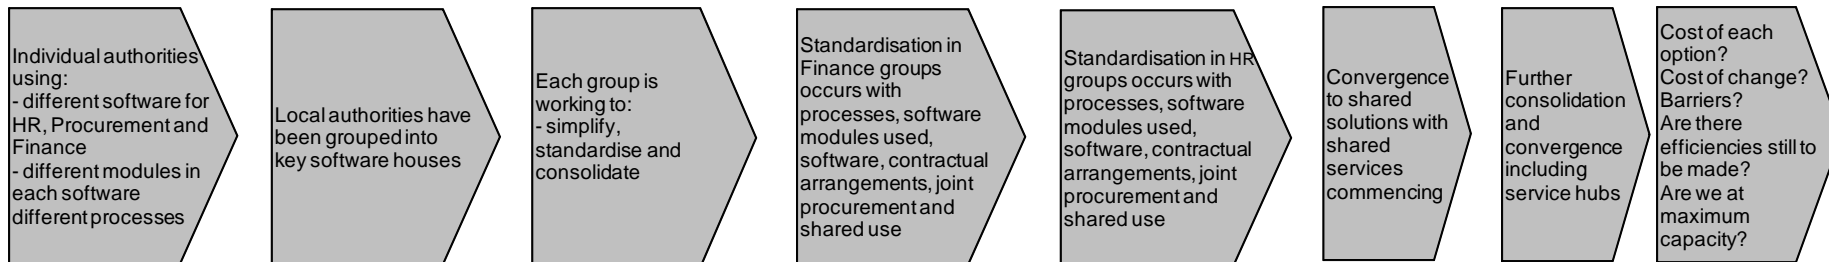 Individual authorities
using:
- different software for
HR, Procurement and
Finance
- different modules in
each software
different processes
Local authorities have
been grouped into
key software houses
Each group is
working to:
- simplify,
standardise and
consolidate
Standardisation in
Finance groups
occurs with
processes, software
modules used,
software, contractual
arrangements, joint
procurement and
shared use
Standardisation in HR
groups occurs with
processes, software
modules used,
software, contractual
arrangements, joint
procurement and
shared use
Convergence
to shared
solutions with
shared
services
commencing
Further
consolidation
and
convergence
including
service hubs
Cost of each
option?
Cost of change?
Barriers?
Are there
efficiencies still to
be made?
Are we at
maximum
capacity?